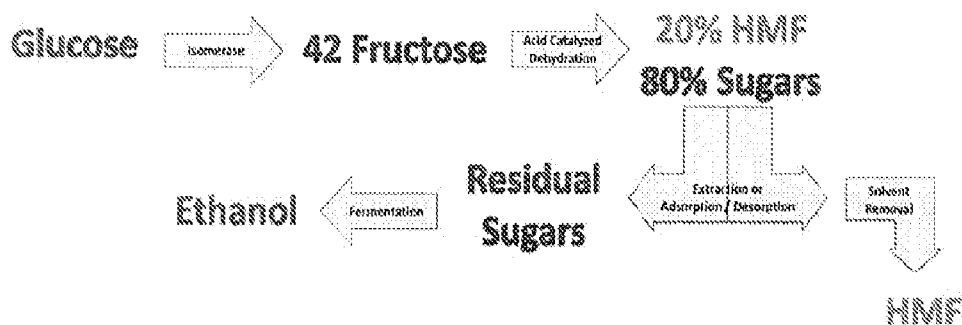 Glucose
Isomerase
42 Fructose
Acid Catalyzed
Dehydration
20% HMF
80% Sugars
Ethanol
Fermentation
Residual
Sugars
Extraction or
Adsorption / Desorption
Solvent
Removal
HMF